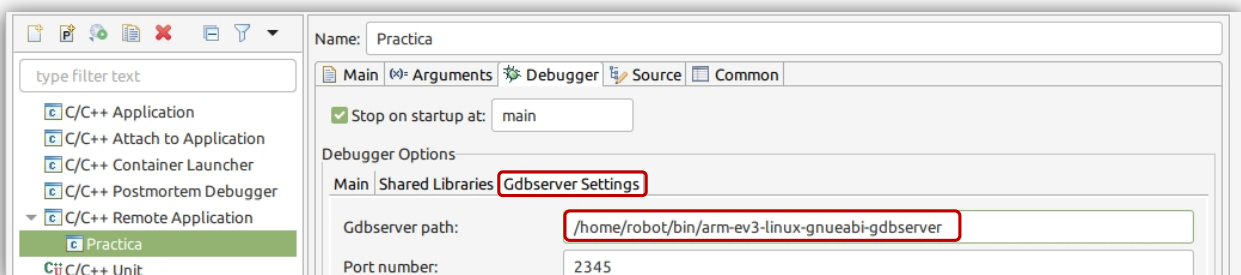 Name: Practica
type filter text
Main (x)= Arguments Debugger Source Common
C/C++ Application
Stop on startup at: main
C/C++ Attach to Application
C/C++ Container Launcher
Debugger Options
C/C++ Postmortem Debugger
Main Shared Libraries Gdbserver Settings
C/C++ Remote Application
Gdbserver path: /home/robot/bin/arm-ev3-linux-gnueabi-gdbserver
Practica
C/C++ Unit
Port number: 2345